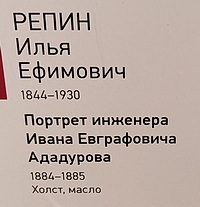 РЕПИН
Илья
Ефимович
1844–1930
Портрет инженера
Ивана Евграфовича
Ададурова
1884–1885
Холст, масло